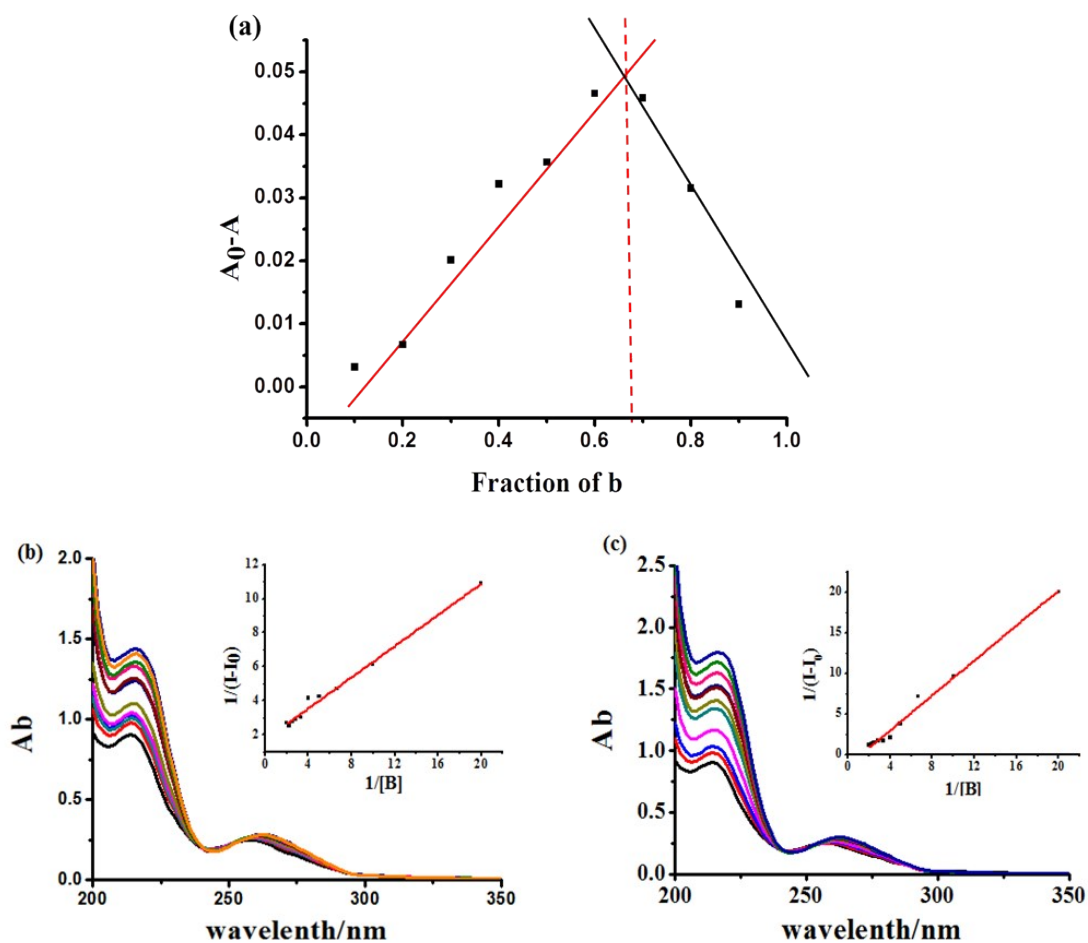 (a)
A0-A
0.05
0.04
0.03
0.02
0.01
0.00
0.0 0.2 0.4 0.6 0.8 1.0
Fraction of b
(b)
Ab
2.0
1.5
1.0
0.5
0.0
200 250 300 350
wavelenth/nm
1/(I-I0)
12
10
8
6
4
2
0 4 8 12 16 20
1/[B]
(c)
Ab
2.5
2.0
1.5
1.0
0.5
0.0
200 250 300 350
wavelenth/nm
1/(I-I0)
20
15
10
5
0
0 4 8 12 16 20
1/[B]